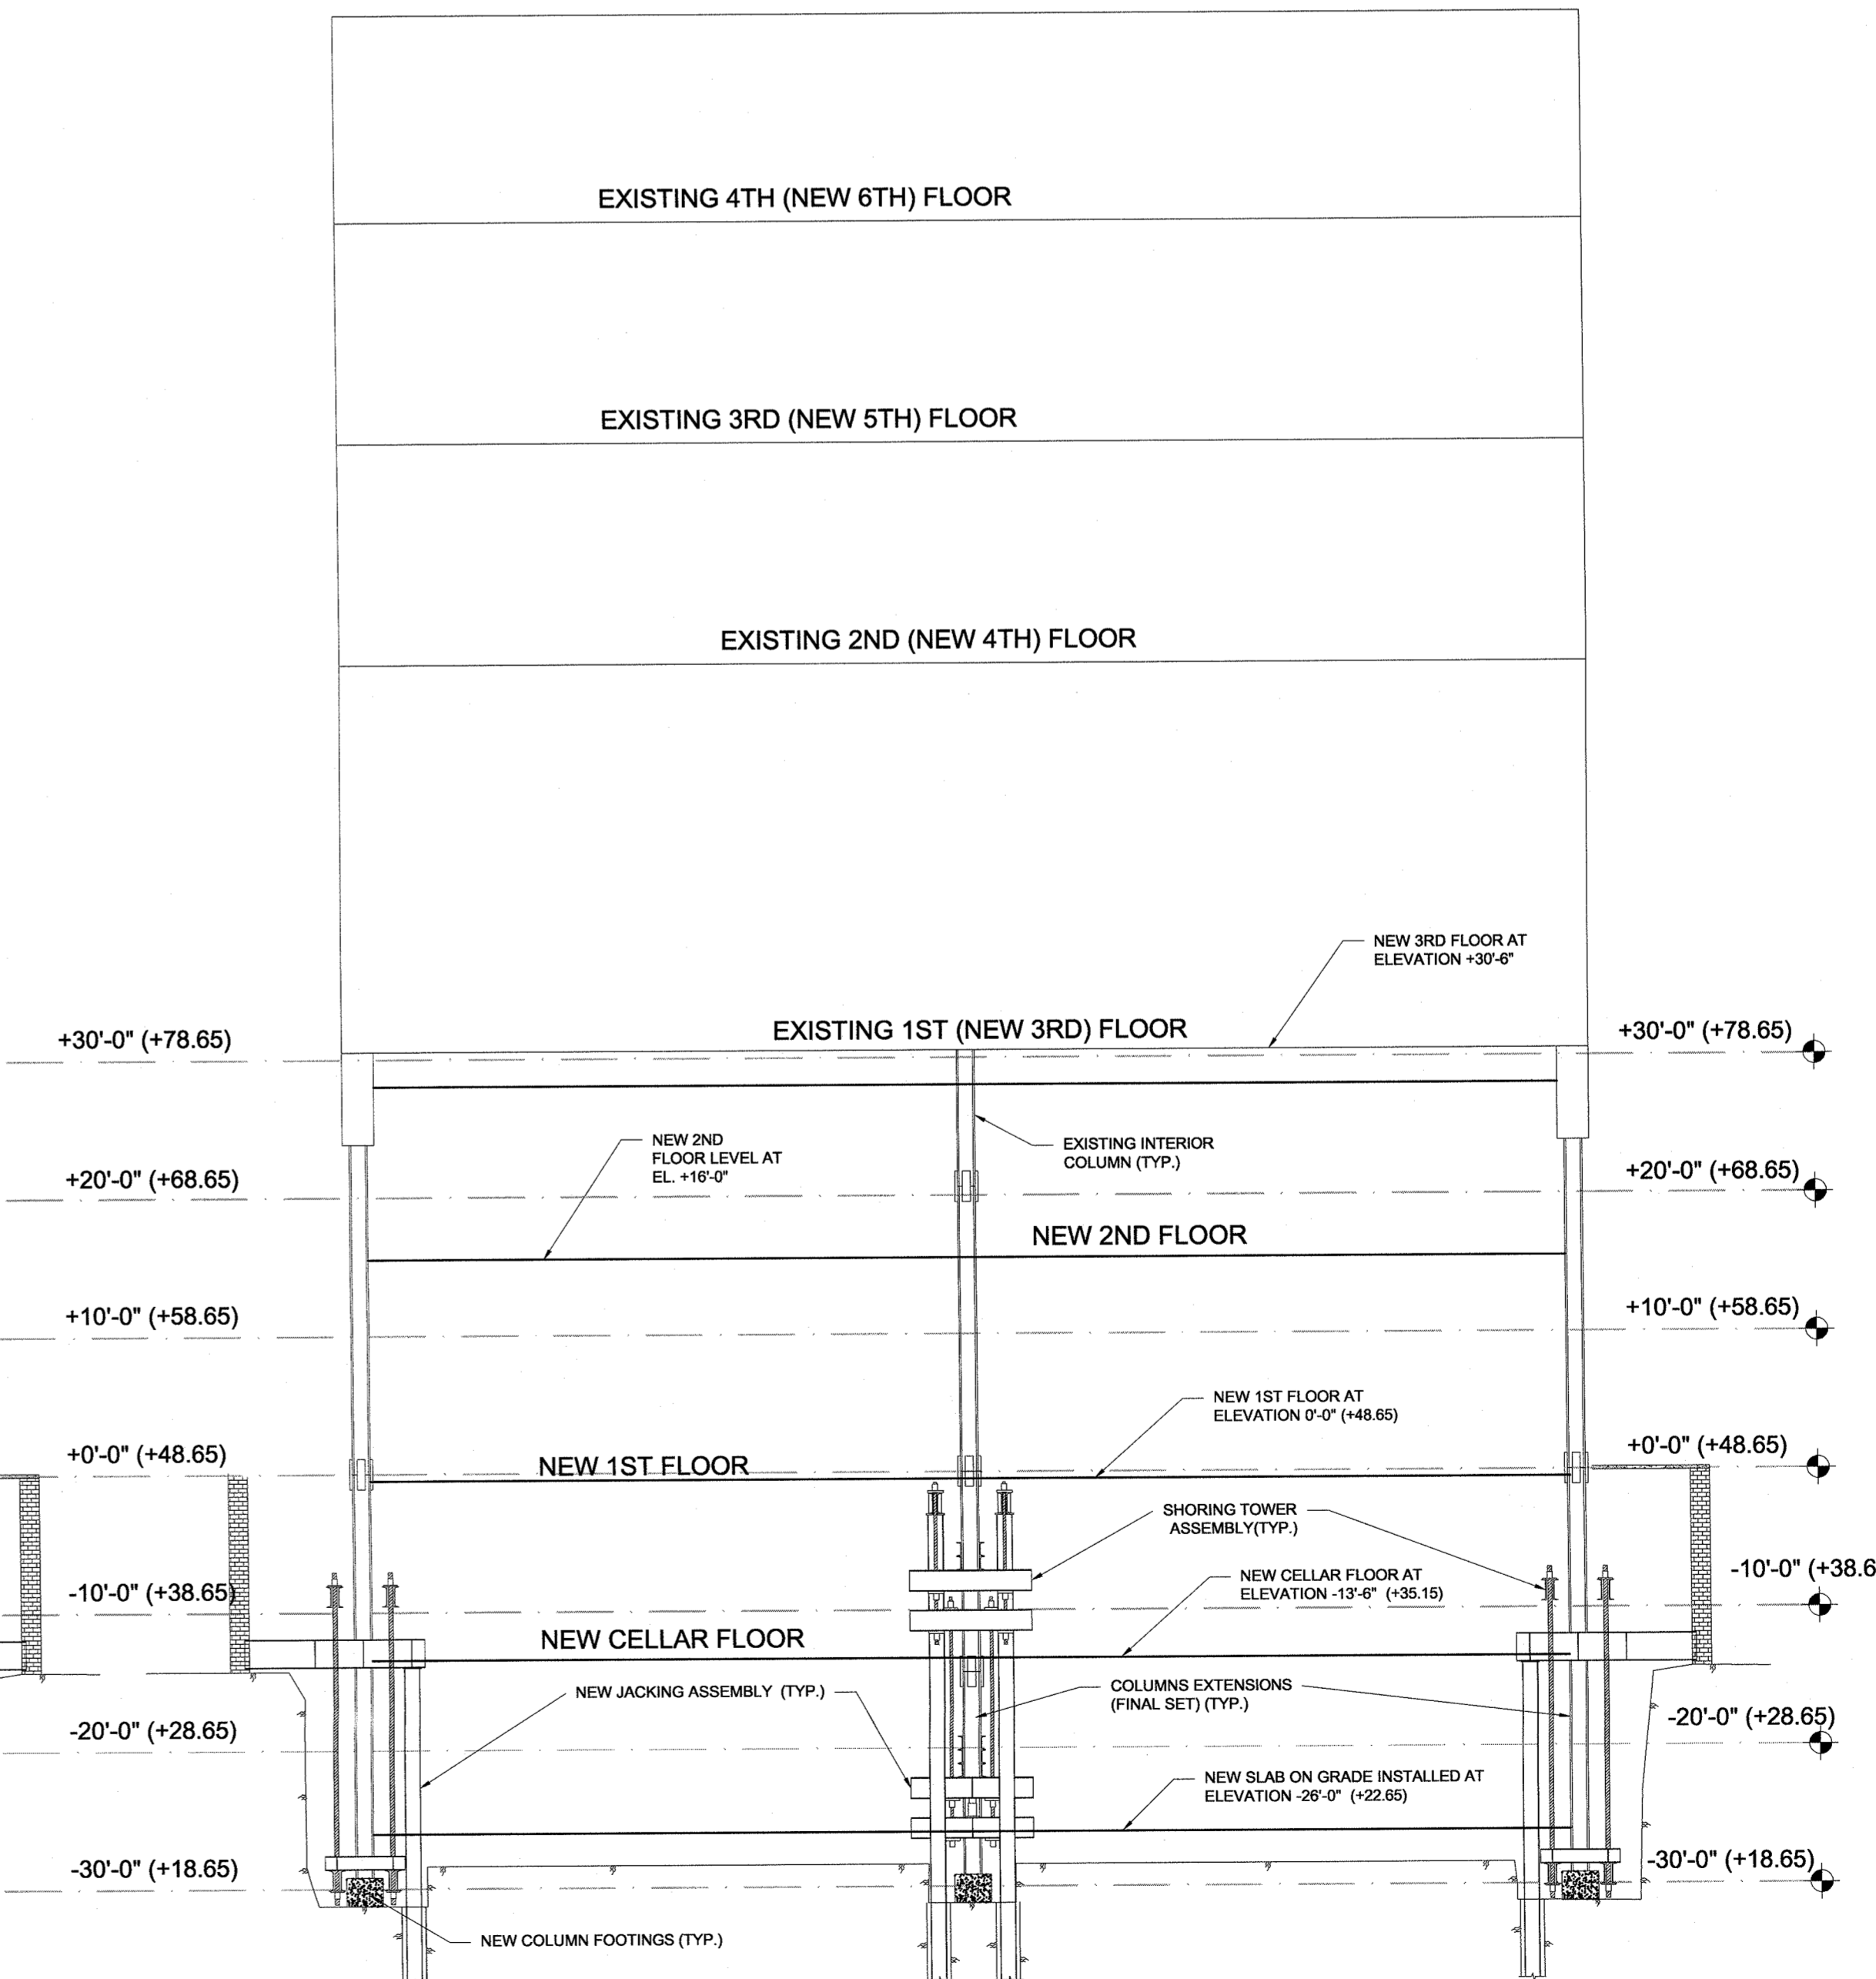 EXISTING 4TH (NEW 6TH) FLOOR
EXISTING 3RD (NEW 5TH) FLOOR
EXISTING 2ND (NEW 4TH) FLOOR
NEW 3RD FLOOR AT
ELEVATION +30'-6"
EXISTING 1ST (NEW 3RD) FLOOR
+30'-0" (+78.65)
+30'-0" (+78.65)
NEW 2ND
FLOOR LEVEL AT
EL. +16'-0"
EXISTING INTERIOR
COLUMN (TYP.)
+20'-0" (+68.65)
+20'-0" (+68.65)
NEW 2ND FLOOR
+10'-0" (+58.65)
+10'-0" (+58.65)
NEW 1ST FLOOR AT
ELEVATION 0'-0" (+48.65)
+0'-0" (+48.65)
NEW 1ST FLOOR
+0'-0" (+48.65)
SHORING TOWER
ASSEMBLY(TYP.)
NEW CELLAR FLOOR AT
ELEVATION -13'-6" (+35.15)
-10'-0" (+38.65)
-10'-0" (+38.6
NEW CELLAR FLOOR
NEW JACKING ASSEMBLY (TYP.)
COLUMNS EXTENSIONS
(FINAL SET) (TYP.)
-20'-0" (+28.65)
-20'-0" (+28.65)
NEW SLAB ON GRADE INSTALLED AT
ELEVATION -26'-0" (+22.65)
-30'-0" (+18.65)
-30'-0" (+18.65)
NEW COLUMN FOOTINGS (TYP.)